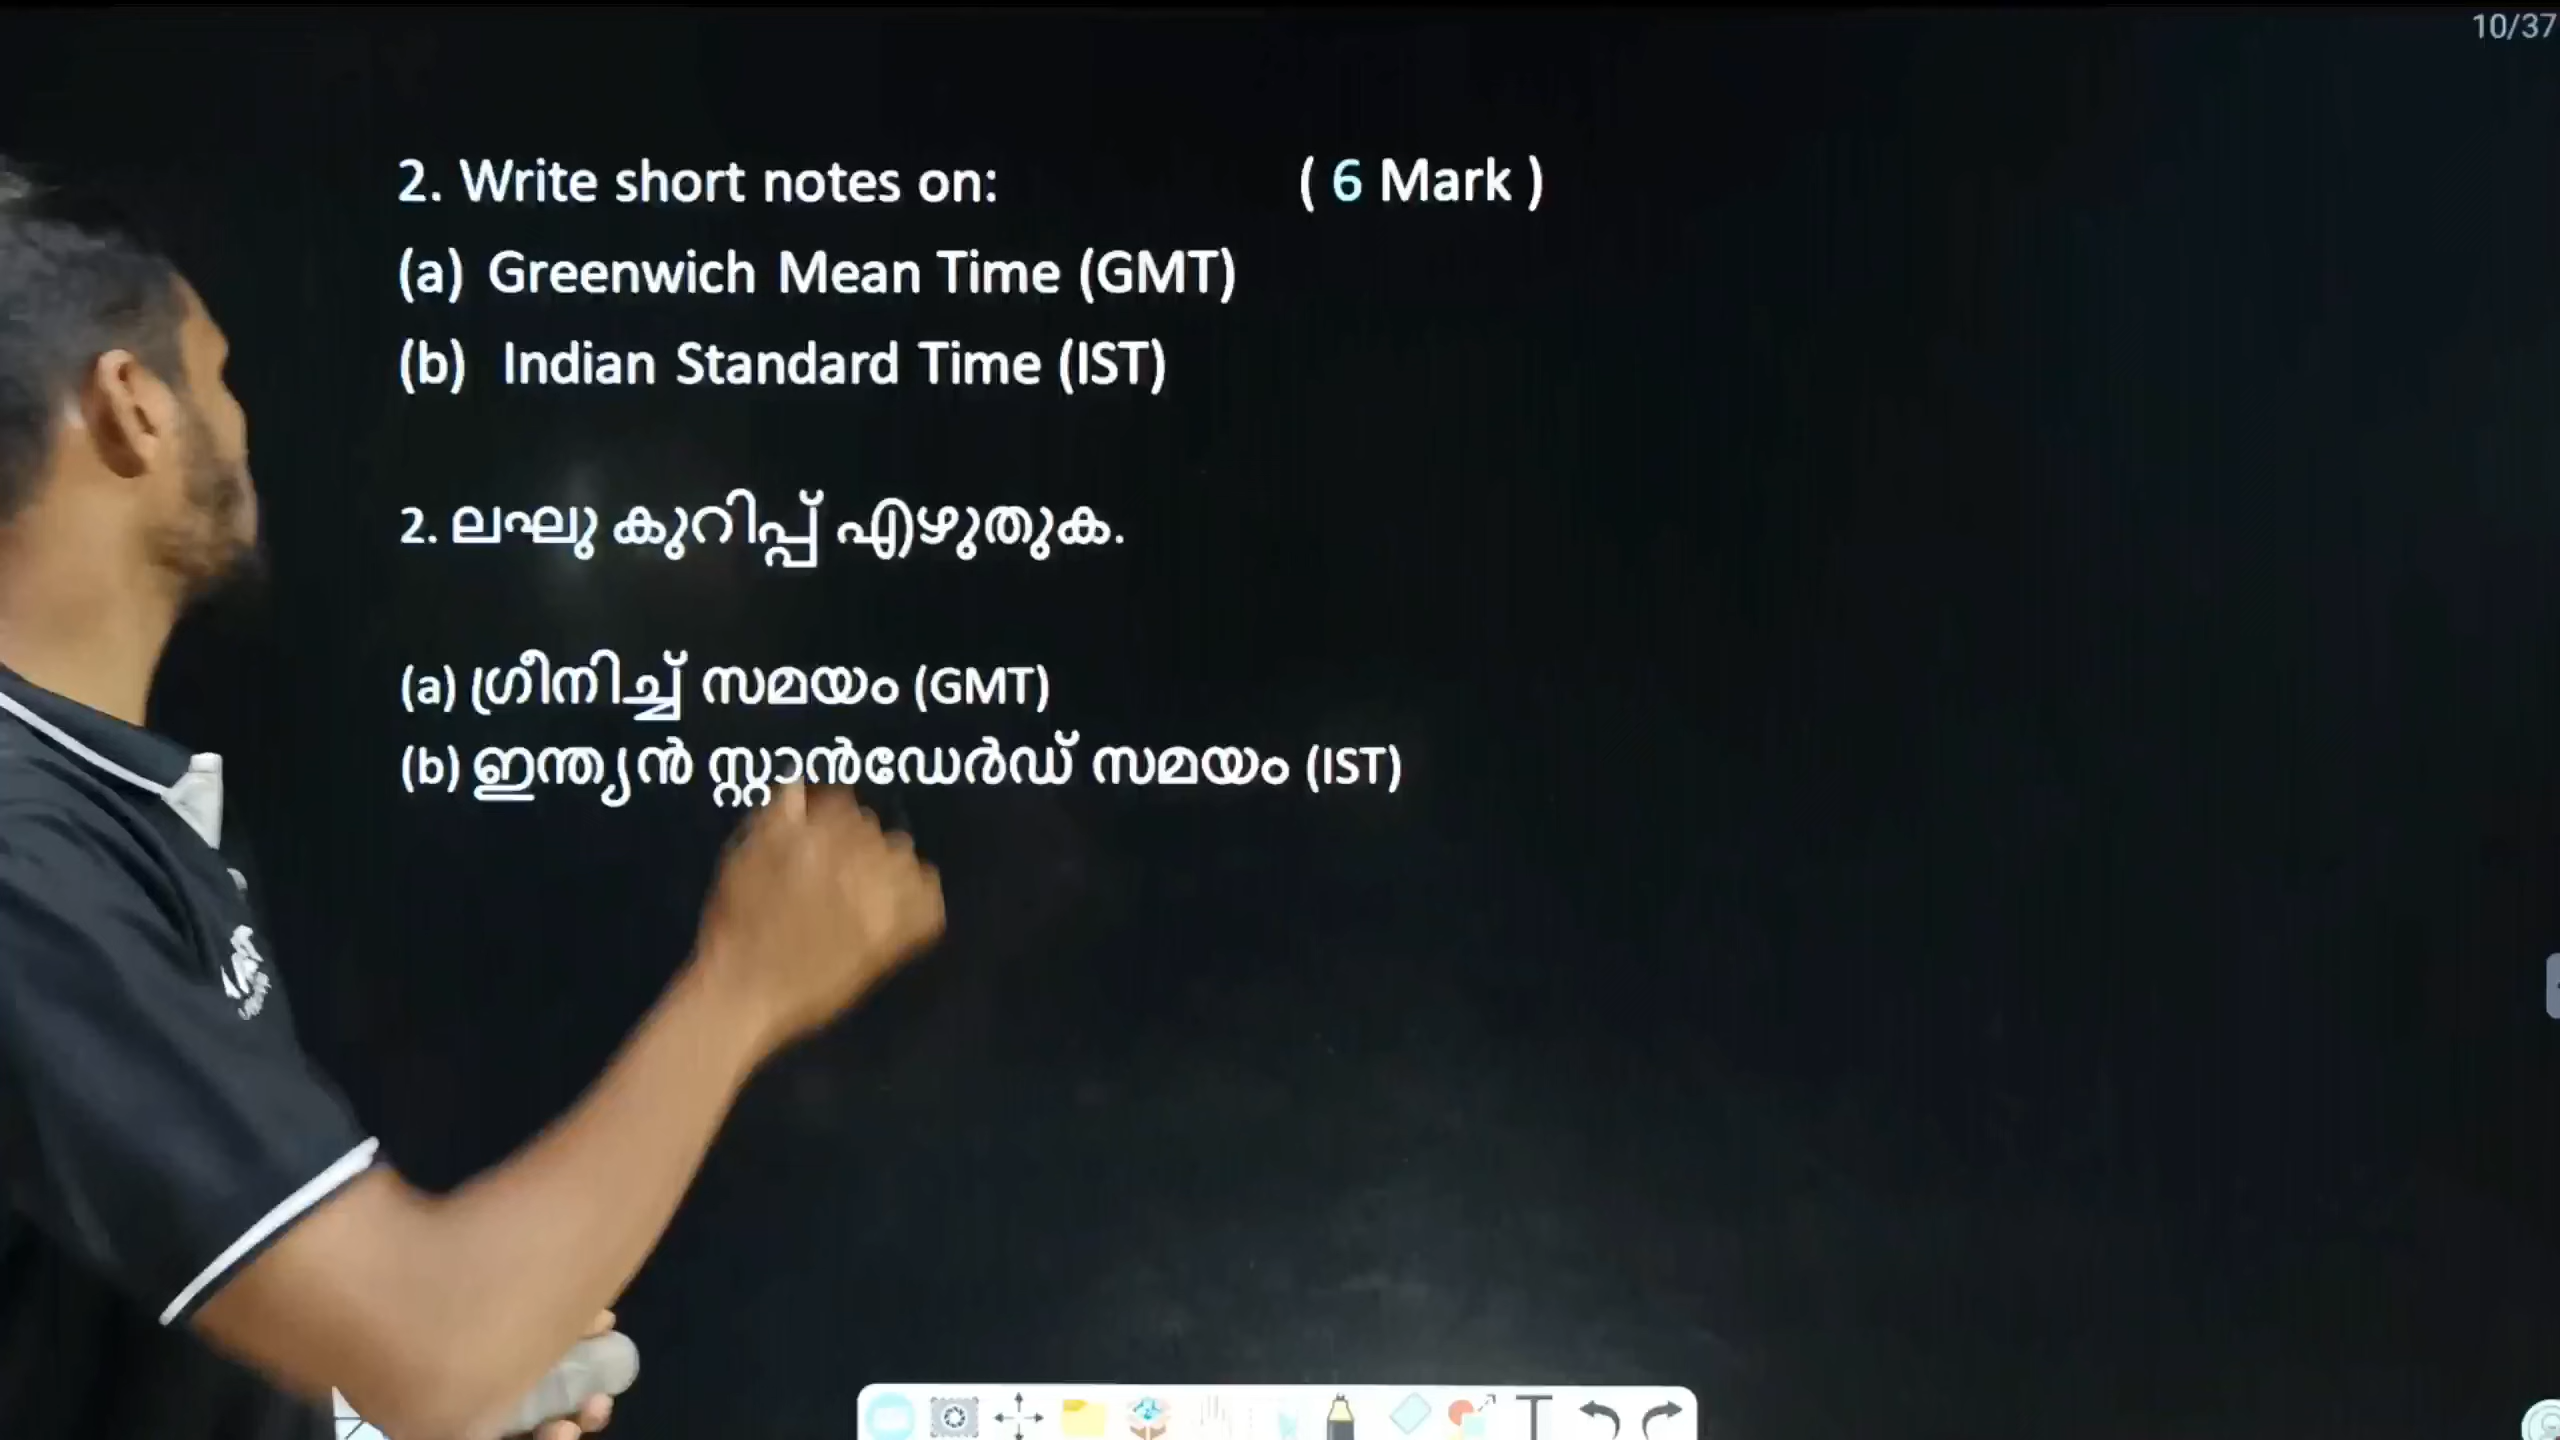 10/37
2. Write short notes on: ( 6 Mark )
(a) Greenwich Mean Time (GMT)
(b) Indian Standard Time (IST)
2. ലഘു കുറിപ്പ് എഴുതുക.
(a) ഗ്രീനിച്ച് സമയം (GMT)
(b) ഇന്ത്യൻ സ്റ്റാൻഡേർഡ് സമയം (IST)